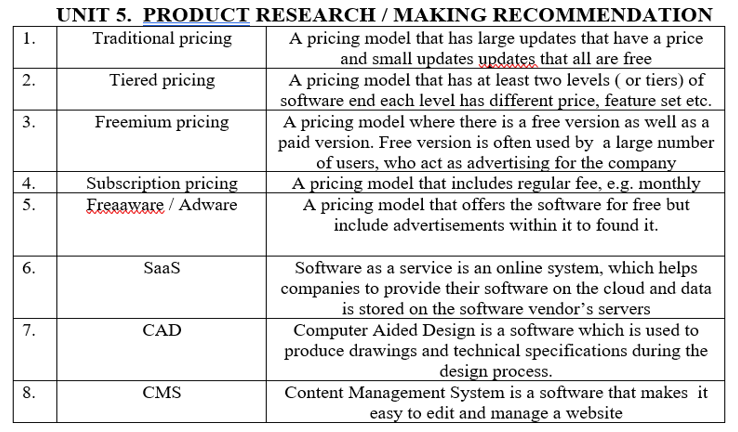 UNIT 5. PRODUCT RESEARCH / MAKING RECOMMENDATION
1. Traditional pricing A pricing model that has large updates that have a price
and small updates updates that all are free
2. Tiered pricing A pricing model that has at least two levels ( or tiers) of
software end each level has different price, feature set etc.
3. Freemium pricing A pricing model where there is a free version as well as a
paid version. Free version is often used by a large number
of users, who act as advertising for the company
4. Subscription pricing A pricing model that includes regular fee, e.g. monthly
5. Freaaware / Adware A pricing model that offers the software for free but
include advertisements within it to found it.
6. SaaS Software as a service is an online system, which helps
companies to provide their software on the cloud and data
is stored on the software vendor’s servers
7. CAD Computer Aided Design is a software which is used to
produce drawings and technical specifications during the
design process.
8. CMS Content Management System is a software that makes it
easy to edit and manage a website